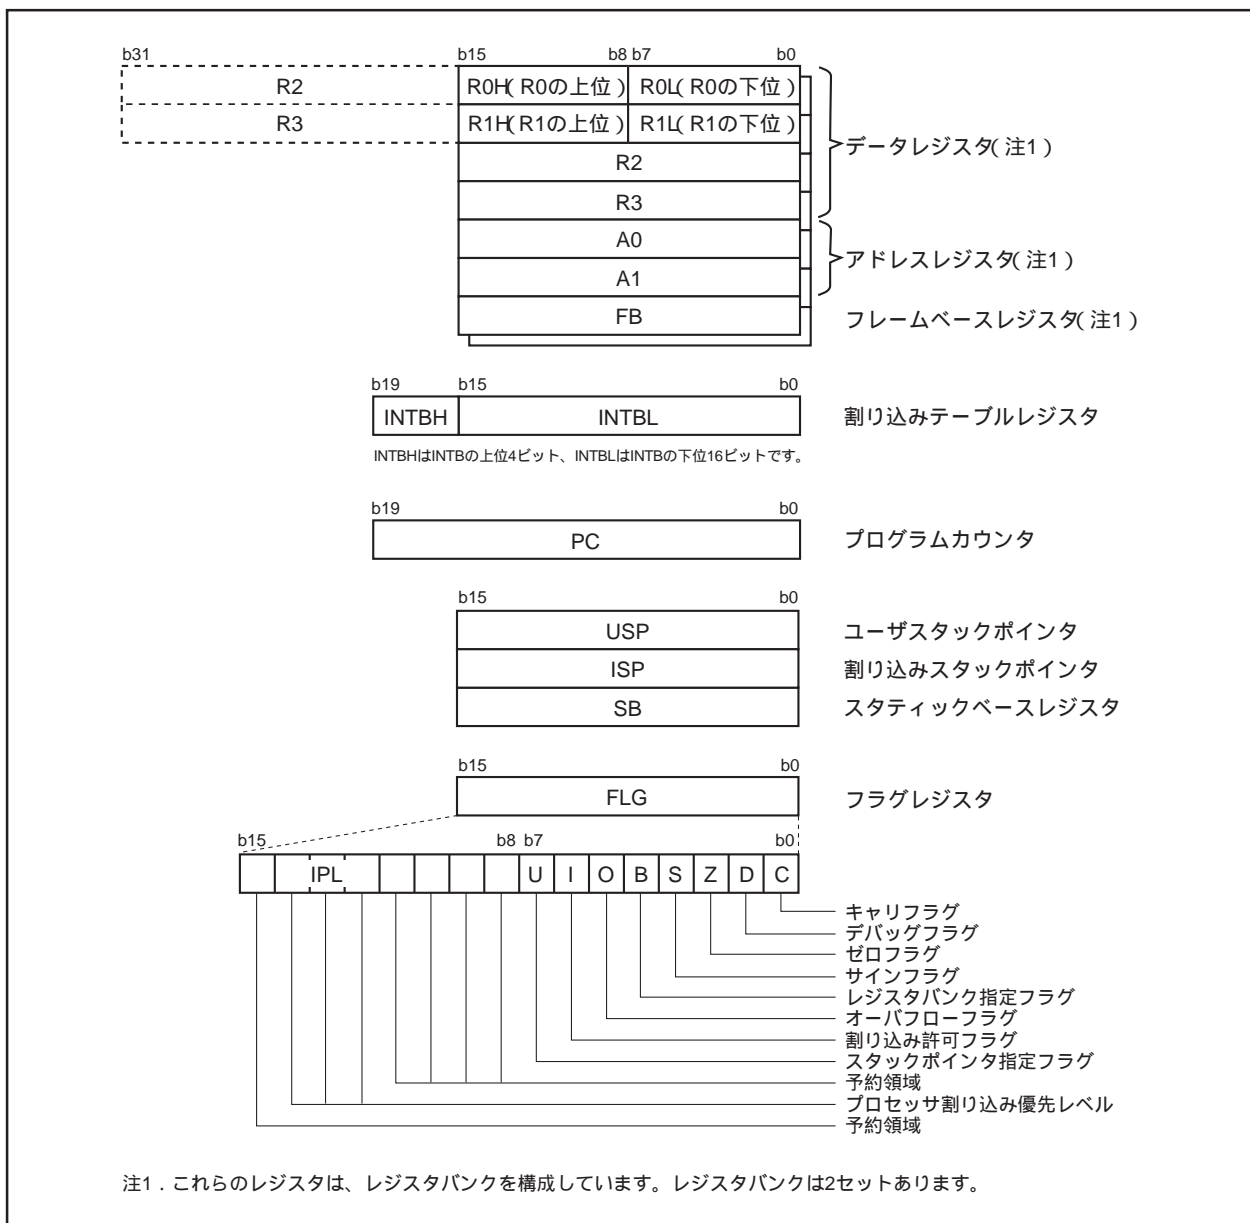 b31 b15 b8 b7 b0
R2 R0H(R0の上位) R0L(R0の下位)
R3 R1H(R1の上位) R1L(R1の下位)
データレジスタ(注1)
R2
R3
A0
アドレスレジスタ(注1)
A1
FB フレームベースレジスタ(注1)
b19 b15 b0
INTBH INTBL 割り込みテーブルレジスタ
INTBHはINTBの上位4ビット、INTBLはINTBの下位16ビットです。
b19 b0
PC プログラムカウンタ
b15 b0
USP ユーザスタックポインタ
ISP 割り込みスタックポインタ
SB スタティックベースレジスタ
b15 b0
FLG フラグレジスタ
b15 b8 b7 b0
IPL U I O B S Z D C
キャリフラグ
デバッグフラグ
ゼロフラグ
サインフラグ
レジスタバンク指定フラグ
オーバフローフラグ
割り込み許可フラグ
スタックポインタ指定フラグ
予約領域
プロセッサ割り込み優先レベル
予約領域
注1．これらのレジスタは、レジスタバンクを構成しています。レジスタバンクは2セットあります。